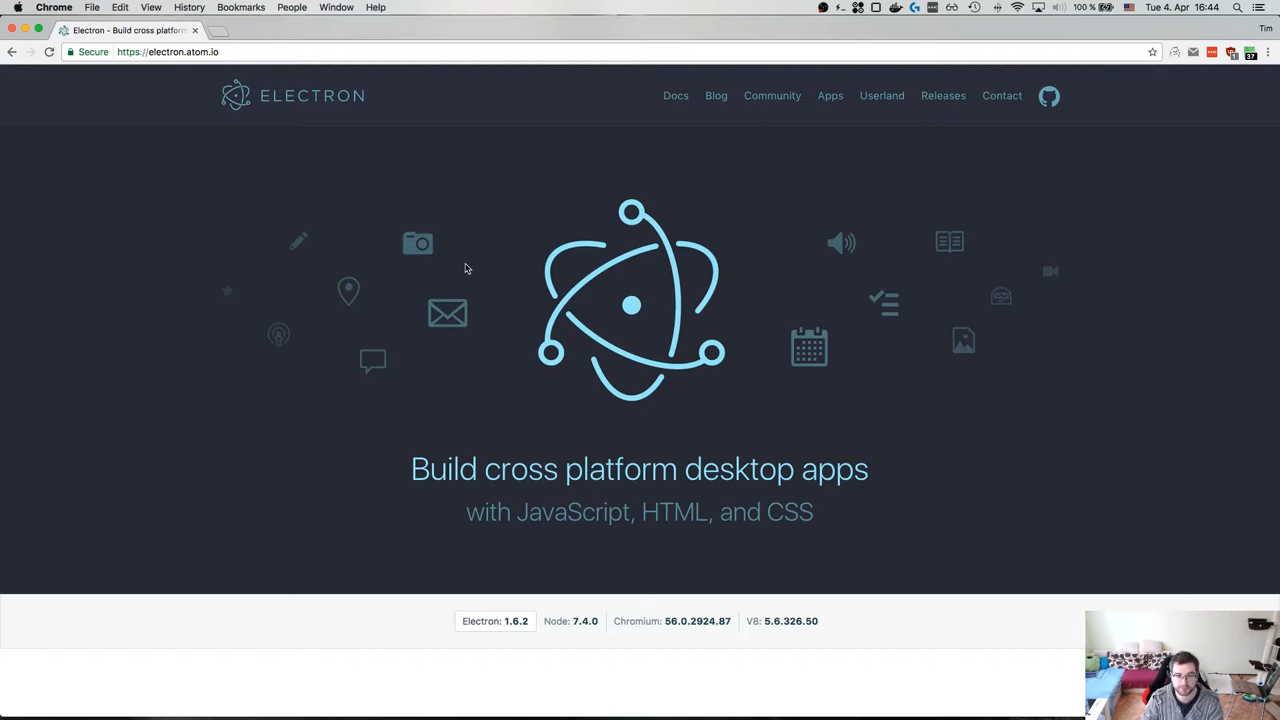 Chrome File Edit View History Bookmarks People Window Help 100 % Tue 4. Apr 16:44
Electron - Build cross platform Tim
Secure https://electron.atom.io 1 37
ELECTRON Docs Blog Community Apps Userland Releases Contact
Build cross platform desktop apps
with JavaScript, HTML, and CSS
Electron: 1.6.2 Node: 7.4.0 Chromium: 56.0.2924.87 V8: 5.6.326.50